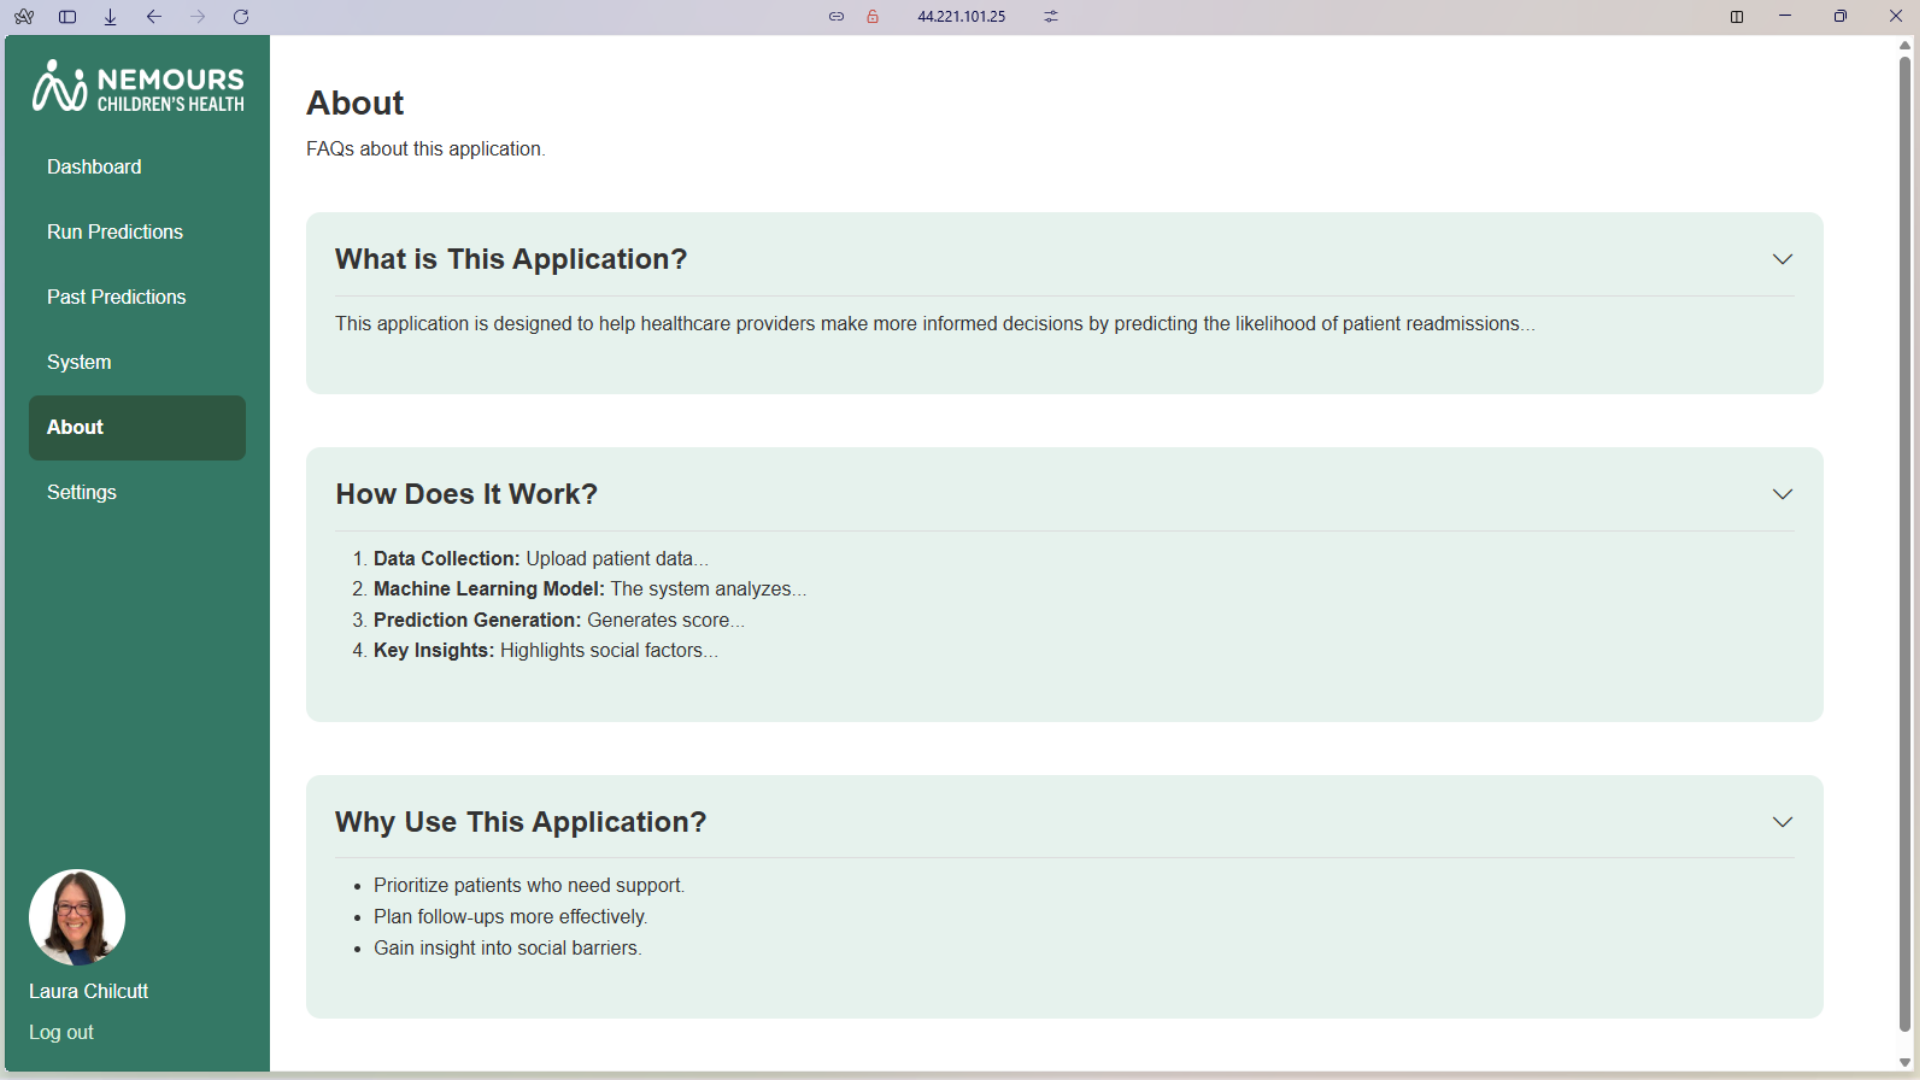 44.221.101.25
NEMOURS
CHILDREN'S HEALTH
Dashboard
Run Predictions
Past Predictions
System
About
Settings
Laura Chilcutt
Log out
About
FAQs about this application.
What is This Application?
This application is designed to help healthcare providers make more informed decisions by predicting the likelihood of patient readmissions...
How Does It Work?
1. Data Collection: Upload patient data...
2. Machine Learning Model: The system analyzes...
3. Prediction Generation: Generates score...
4. Key Insights: Highlights social factors...
Why Use This Application?
• Prioritize patients who need support.
• Plan follow-ups more effectively.
• Gain insight into social barriers.